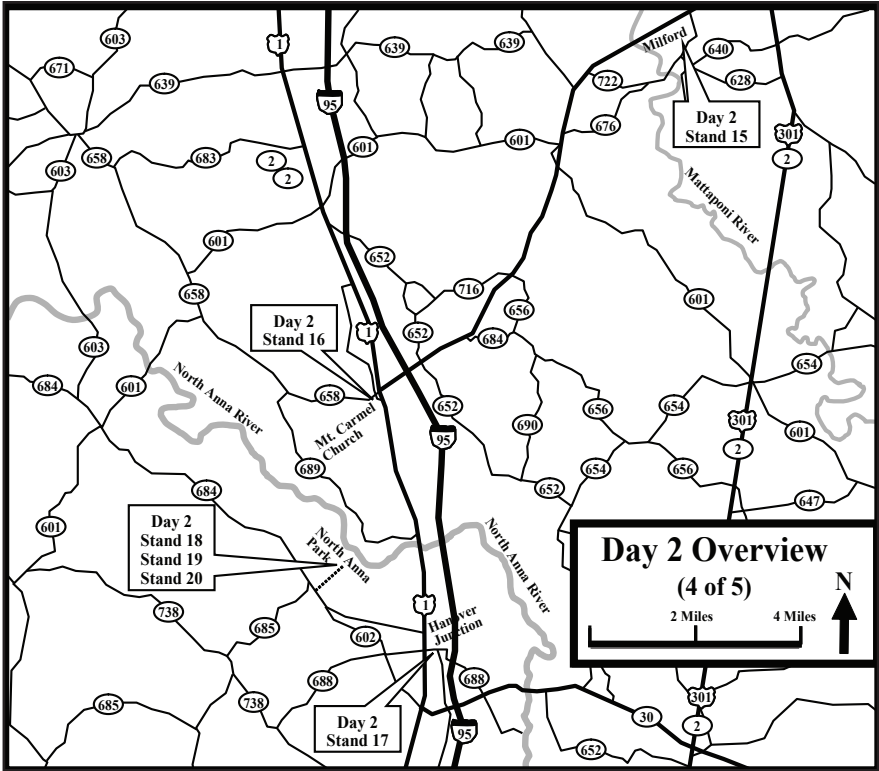 603
1
639
639
Milford
640
671
639
722
628
95
Day 2
Stand 15
676
301
2
601
601
658
683
2
2
603
Mattaponi River
601
652
658
716
601
656
Day 2
Stand 16
1
652
684
603
654
684
601
North Anna River
658
652
656
654
301
Mt. Carmel
Church
690
601
95
2
689
654
656
684
652
647
601
Day 2
Stand 18
Stand 19
Stand 20
North Anna
Park
North Anna River
Day 2 Overview
(4 of 5)
N
2 Miles
4 Miles
738
1
Hanover
Junction
685
602
688
688
685
738
301
30
2
Day 2
Stand 17
95
652